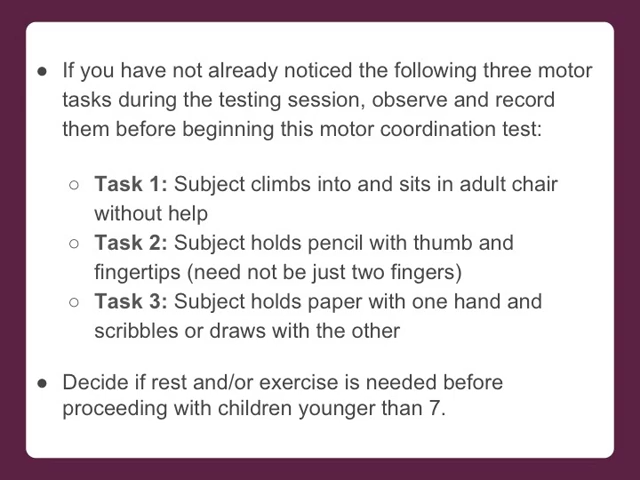 ● If you have not already noticed the following three motor
tasks during the testing session, observe and record
them before beginning this motor coordination test:
○ Task 1: Subject climbs into and sits in adult chair
without help
○ Task 2: Subject holds pencil with thumb and
fingertips (need not be just two fingers)
○ Task 3: Subject holds paper with one hand and
scribbles or draws with the other
● Decide if rest and/or exercise is needed before
proceeding with children younger than 7.